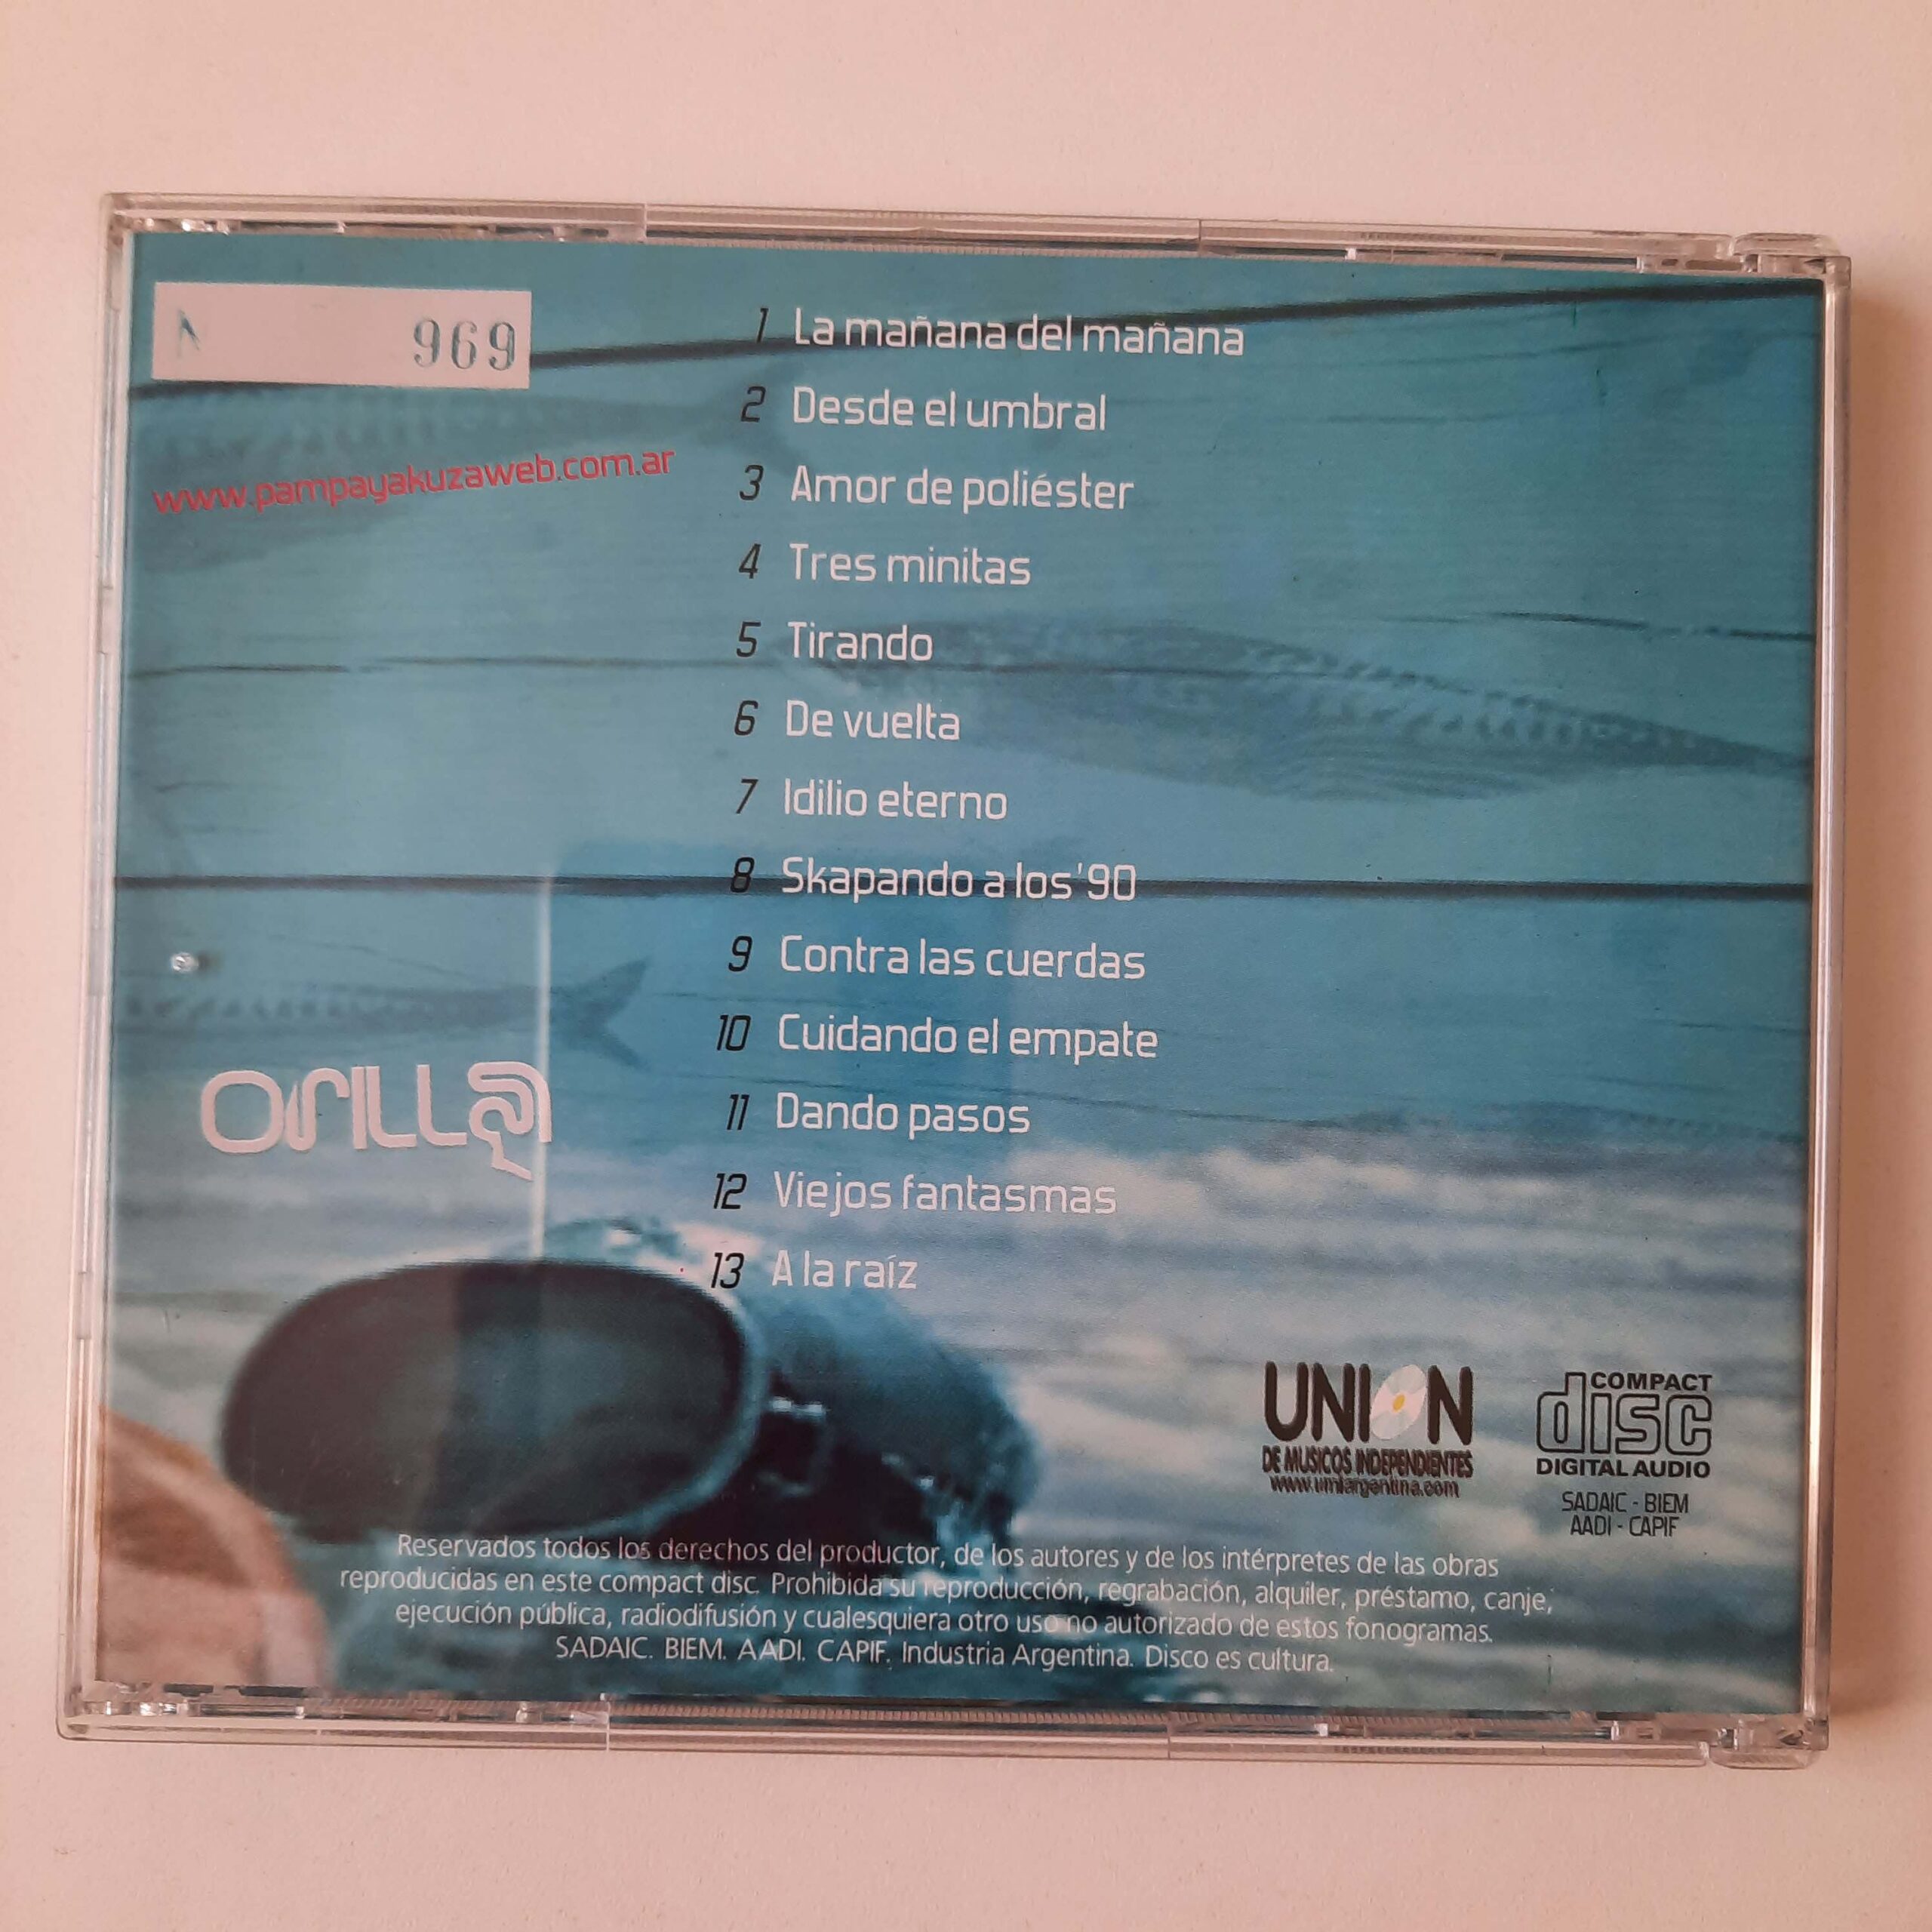 N 969
www.pampayakuzaweb.com.ar
1 La mañana del mañana
2 Desde el umbral
3 Amor de poliéster
4 Tres minitas
5 Tirando
6 De vuelta
7 Idilio eterno
8 Skapando a los '90
9 Contra las cuerdas
10 Cuidando el empate
11 Dando pasos
12 Viejos fantasmas
13 A la raíz
Orilla
UNION
DE MUSICOS INDEPENDIENTES
www.umiargentina.com
COMPACT
disc
DIGITAL AUDIO
SADAIC - BIEM
AADI - CAPIF
Reservados todos los derechos del productor, de los autores y de los intérpretes de las obras
reproducidas en este compact disc. Prohibida su reproducción, regrabación, alquiler, préstamo, canje,
ejecución pública, radiodifusión y cualesquiera otro uso no autorizado de estos fonogramas.
SADAIC. BIEM. AADI. CAPIF. Industria Argentina. Disco es cultura.